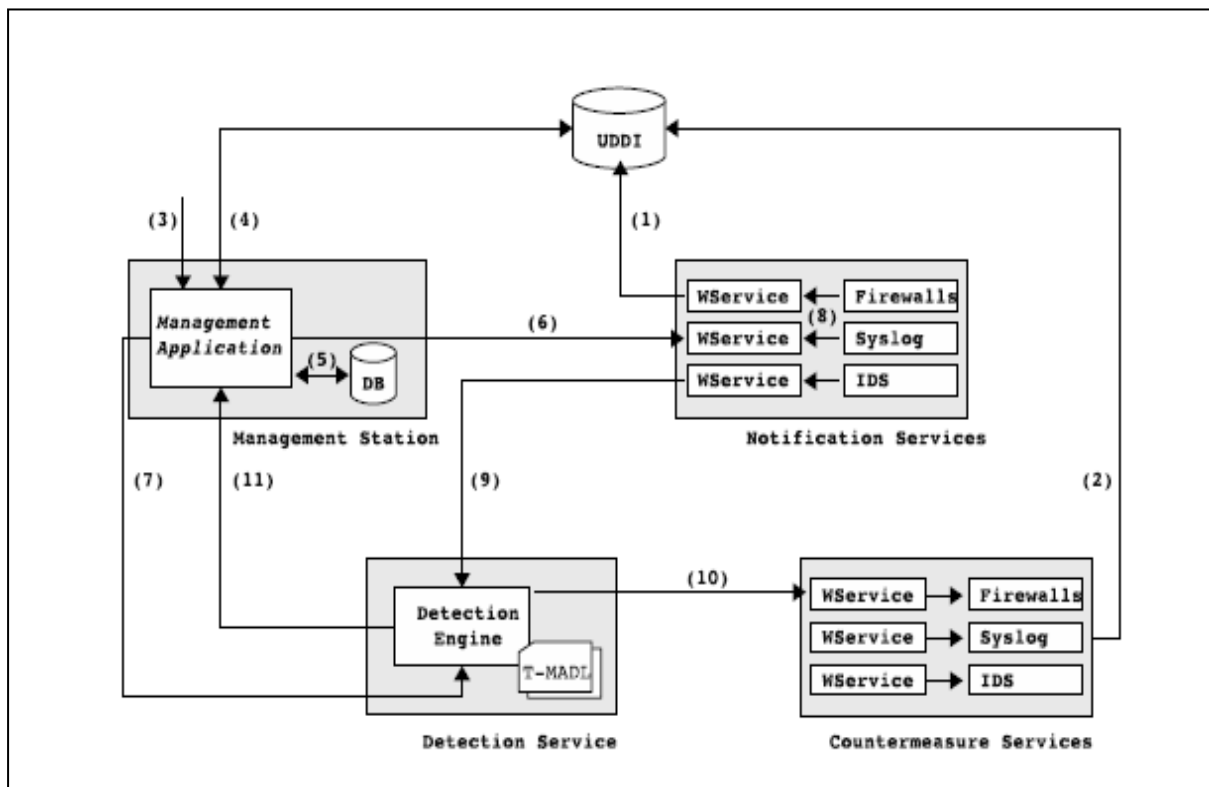 UDDI
(3)
(4)
(1)
Management
Application
(5)
DB
Management Station
(6)
WService
Firewalls
(8)
WService
Syslog
WService
IDS
Notification Services
(7)
(11)
(9)
(2)
Detection
Engine
T-MADL
Detection Service
(10)
WService
Firewalls
WService
Syslog
WService
IDS
Countermeasure Services